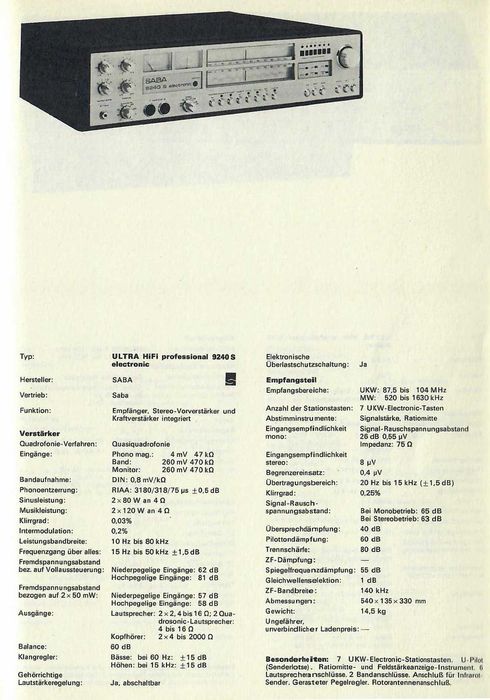 SABA
9240 S electronic
Typ: ULTRA HiFi professional 9240 S
electronic
Hersteller: SABA
Vertrieb: Saba
Funktion: Empfänger, Stereo-Vorverstärker und
Kraftverstärker integriert
Verstärker
Quadrofonie-Verfahren: Quasiquadrofonie
Eingänge: Phono mag.: 4 mV 47 kΩ
Band: 260 mV 470 kΩ
Monitor: 260 mV 470 kΩ
Bandaufnahme: DIN: 0,8 mV/kΩ
Phonoentzerrung: RIAA: 3180/318/75 µs ±0,5 dB
Sinusleistung: 2 × 80 W an 4 Ω
Musikleistung: 2 × 120 W an 4 Ω
Klirrgrad: 0,03%
Intermodulation: 0,2%
Leistungsbandbreite: 10 Hz bis 80 kHz
Frequenzgang über alles: 15 Hz bis 50 kHz ±1,5 dB
Fremdspannungsabstand
bez. auf Vollaussteuerung: Niederpegelige Eingänge: 62 dB
Hochpegelige Eingänge: 81 dB
Fremdspannungsabstand
bezogen auf 2 × 50 mW: Niederpegelige Eingänge: 57 dB
Hochpegelige Eingänge: 58 dB
Ausgänge: Lautsprecher: 2 × 2,4 bis 16 Ω; 2 Qua-
drosonic-Lautsprecher:
4 bis 16 Ω
Kopfhörer: 2 × 4 bis 2000 Ω
Balance: 60 dB
Klangregler: Bässe: bei 60 Hz: ±15 dB
Höhen: bei 15 kHz: ±15 dB
Gehörrichtige
Lautstärkeregelung: Ja, abschaltbar
Elektronische
Überlastschutzschaltung: Ja
Empfangsteil
Empfangsbereiche: UKW: 87,5 bis 104 MHz
MW: 520 bis 1630 kHz
Anzahl der Stationstasten: 7 UKW-Electronic-Tasten
Abstimminstrumente: Signalstärke, Ratiomitte
Eingangsempfindlichkeit Signal-Rauschspannungsabstand
mono: 26 dB 0,55 µV
Impedanz: 75 Ω
Eingangsempfindlichkeit
stereo: 8 µV
Begrenzereinsatz: 0,4 µV
Übertragungsbereich: 20 Hz bis 15 kHz (±1,5 dB)
Klirrgrad: 0,25%
Signal-Rausch-
spannungsabstand: Bei Monobetrieb: 65 dB
Bei Stereobetrieb: 63 dB
Übersprechdämpfung: 40 dB
Pilottondämpfung: 60 dB
Trennschärfe: 80 dB
ZF-Dämpfung: —
Spiegelfrequenzdämpfung: 55 dB
Gleichwellenselektion: 1 dB
ZF-Bandbreite: 140 kHz
Abmessungen: 540 × 135 × 330 mm
Gewicht: 14,5 kg
Ungefährer,
unverbindlicher Ladenpreis: —
Besonderheiten: 7 UKW-Electronic-Stationstasten. U-Pilot
(Senderlotse). Ratiomitte- und Feldstärkeanzeige-Instrument. 6
Lautsprecheranschlüsse. 2 Bandanschlüsse. Anschluß für Infrarot-
Sender. Gerasteter Pegelregler. Rotorantennenanschluß.